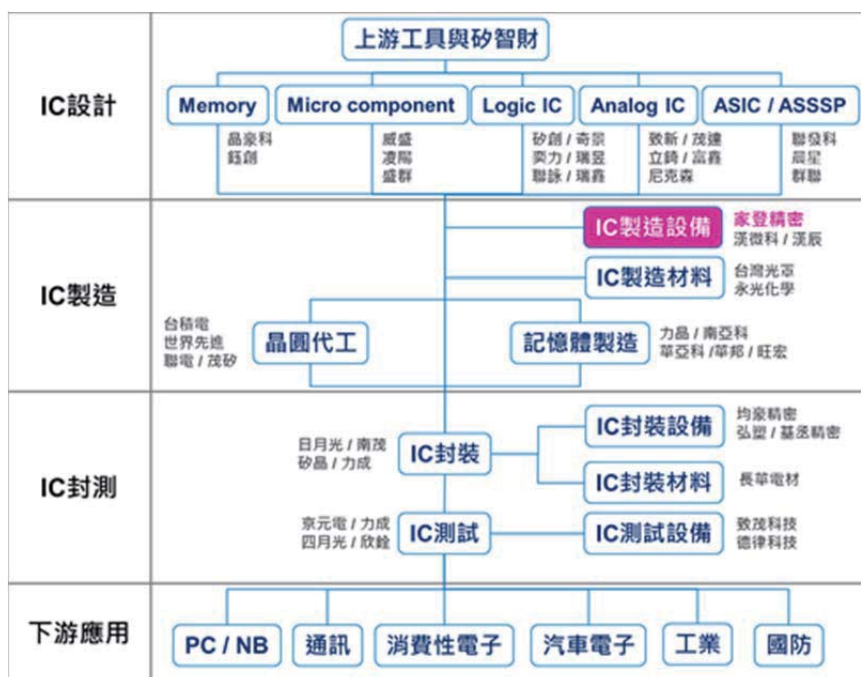 上游工具與矽智財
IC設計
Memory
Micro component
Logic IC
Analog IC
ASIC / ASSSP
晶豪科
鈺創
威盛
凌陽
盛群
矽創 / 奇景
奕力 / 瑞昱
聯詠 / 瑞鑫
致新 / 茂達
立錡 / 富鑫
尼克森
聯發科
晨星
群聯
IC製造
IC製造設備
家登精密
漢微科 / 漢辰
IC製造材料
台灣光罩
永光化學
台積電
世界先進
聯電 / 茂矽
晶圓代工
記憶體製造
力晶 / 南亞科
華亞科 /華邦 / 旺宏
IC封測
日月光 / 南茂
矽品 / 力成
IC封裝
IC封裝設備
均豪精密
弘塑 / 基丞精密
IC封裝材料
長華電材
京元電 / 力成
四月光 / 欣銓
IC測試
IC測試設備
致茂科技
德律科技
下游應用
PC / NB
通訊
消費性電子
汽車電子
工業
國防